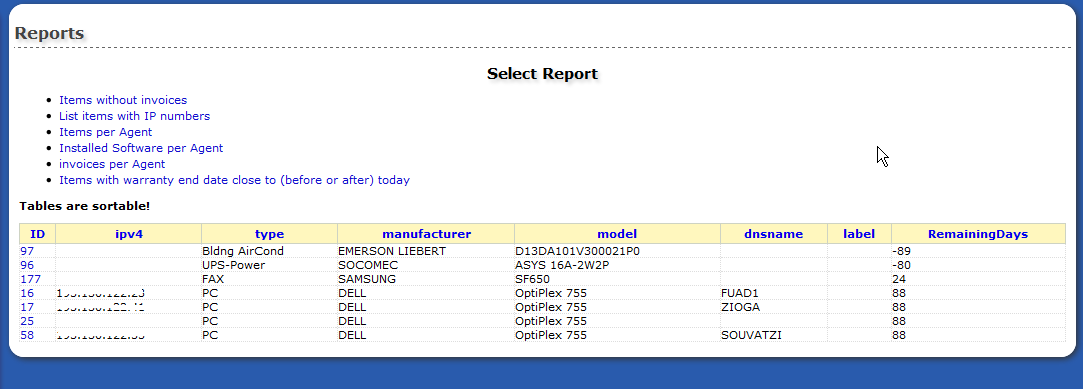 Reports
Select Report
Items without invoices
List items with IP numbers
Items per Agent
Installed Software per Agent
invoices per Agent
Items with warranty end date close to (before or after) today
Tables are sortable!
ID ipv4 type manufacturer model dnsname label RemainingDays
97 Bldng AirCond EMERSON LIEBERT D13DA101V300021P0 -89
96 UPS-Power SOCOMEC ASYS 16A-2W2P -80
177 FAX SAMSUNG SF650 24
16 PC DELL OptiPlex 755 FUAD1 88
17 PC DELL OptiPlex 755 ZIOGA 88
25 PC DELL OptiPlex 755 88
58 PC DELL OptiPlex 755 SOUVATZI 88